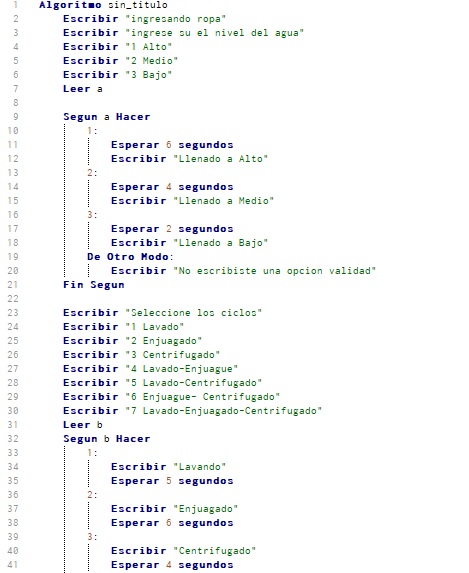 1 Algoritmo sin_titulo
2 Escribir "ingresando ropa"
3 Escribir "ingrese su el nivel del agua"
4 Escribir "1 Alto"
5 Escribir "2 Medio"
6 Escribir "3 Bajo"
7 Leer a
8
9 Segun a Hacer
10 1:
11 Esperar 6 segundos
12 Escribir "Llenado a Alto"
13 2:
14 Esperar 4 segundos
15 Escribir "Llenado a Medio"
16 3:
17 Esperar 2 segundos
18 Escribir "Llenado a Bajo"
19 De Otro Modo:
20 Escribir "No escribiste una opcion validad"
21 Fin Segun
22
23 Escribir "Seleccione los ciclos"
24 Escribir "1 Lavado"
25 Escribir "2 Enjuagado"
26 Escribir "3 Centrifugado"
27 Escribir "4 Lavado-Enjuague"
28 Escribir "5 Lavado-Centrifugado"
29 Escribir "6 Enjuague- Centrifugado"
30 Escribir "7 Lavado-Enjuagado-Centrifugado"
31 Leer b
32 Segun b Hacer
33 1:
34 Escribir "Lavando"
35 Esperar 5 segundos
36 2:
37 Escribir "Enjuagado"
38 Esperar 6 segundos
39 3:
40 Escribir "Centrifugado"
41 Esperar 4 segundos